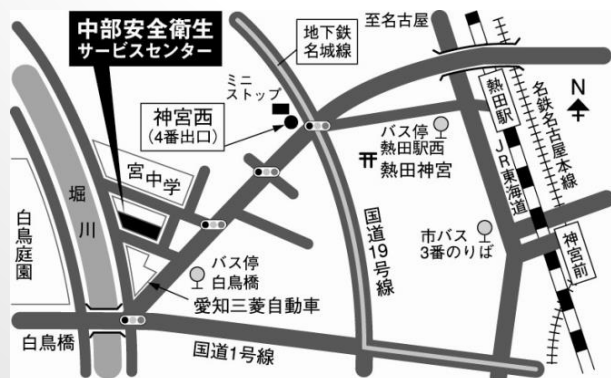 中部安全衛生
サービスセンター
地下鉄
名城線
至名古屋
ミニ
ストップ
神宮西
(4番出口)
熱田駅
名鉄名古屋本線
JR東海道
N
バス停
熱田駅西
熱田神宮
宮中学
堀川
白鳥庭園
国道19号線
市バス
3番のりば
神宮前
バス停
白鳥橋
愛知三菱自動車
白鳥橋
国道1号線